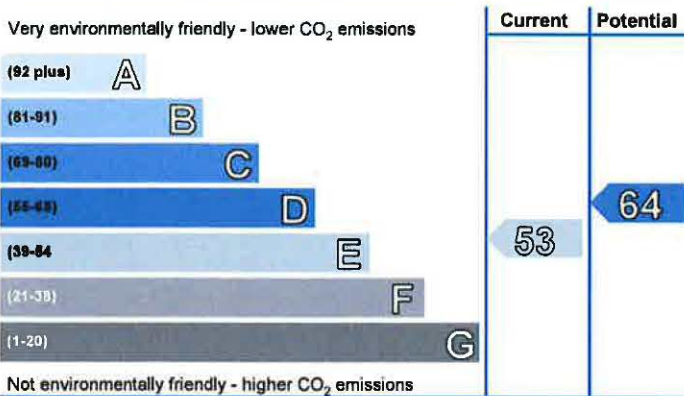 Very environmentally friendly - lower CO₂ emissions
Current
Potential
(92 plus) A
(81-91) B
(69-80) C
(55-68) D
(39-54 E
(21-38) F
(1-20) G
53
64
Not environmentally friendly - higher CO₂ emissions